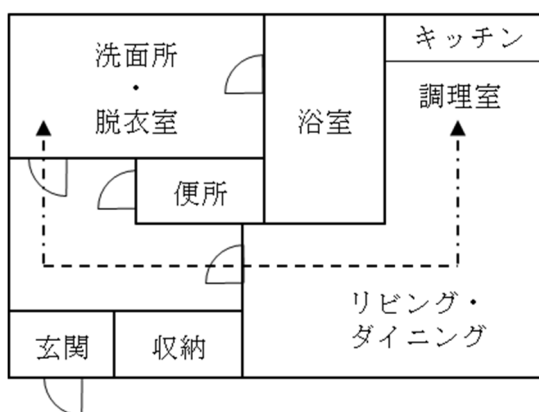 キッチン
洗面所
・
脱衣室
調理室
浴室
便所
リビング・
ダイニング
玄関
収納